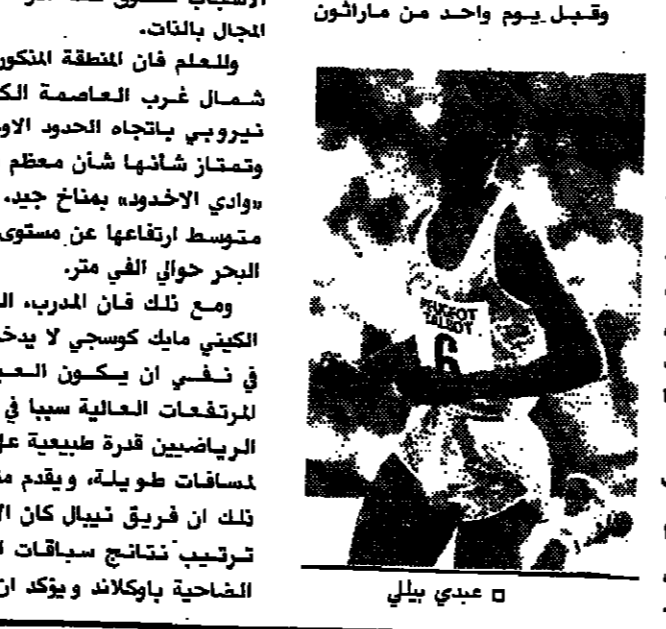 وقبل يوم واحد من ماراثون
PEUGEOT
TALBOT
6
□ عبدي بيللي
المجال بالذات.
وللعلم فان المنطقة المذكور
شمال غرب العاصمة الك
نيروبي باتجاه الحدود الاو
وتمتاز شأنها شأن معظم
«وادي الاخدود» بمناخ جيد.
متوسط ارتفاعها عن مستوى
البحر حوالي الفي متر.
ومع ذلك فان المدرب، ال
الكيني مايك كوسجي لا يدخ
في نفي ان يكون العي
المرتفعات العالية سببا في
الرياضيين قدرة طبيعية عل
لمسافات طويلة، ويقدم مث
ذلك ان فريق نيبال كان ال
ترتيب نتائج سباقات ا
الضاحية باوكلاند ويؤكد ان